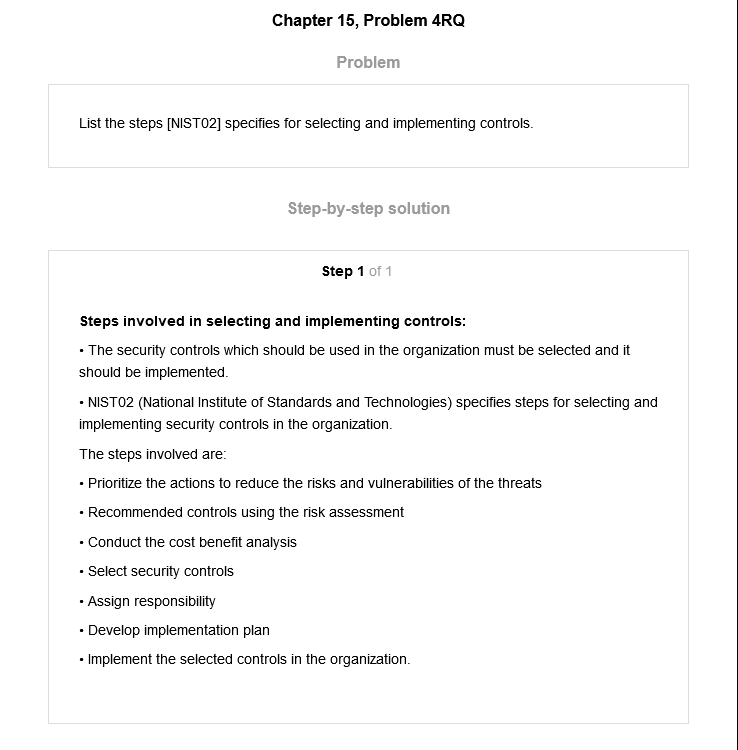 Chapter 15, Problem 4RQ
Problem
List the steps [NIST02] specifies for selecting and implementing controls.
Step-by-step solution
Step 1 of 1
Steps involved in selecting and implementing controls:
• The security controls which should be used in the organization must be selected and it
should be implemented.
• NIST02 (National Institute of Standards and Technologies) specifies steps for selecting and
implementing security controls in the organization.
The steps involved are:
• Prioritize the actions to reduce the risks and vulnerabilities of the threats
• Recommended controls using the risk assessment
• Conduct the cost benefit analysis
• Select security controls
• Assign responsibility
• Develop implementation plan
• Implement the selected controls in the organization.